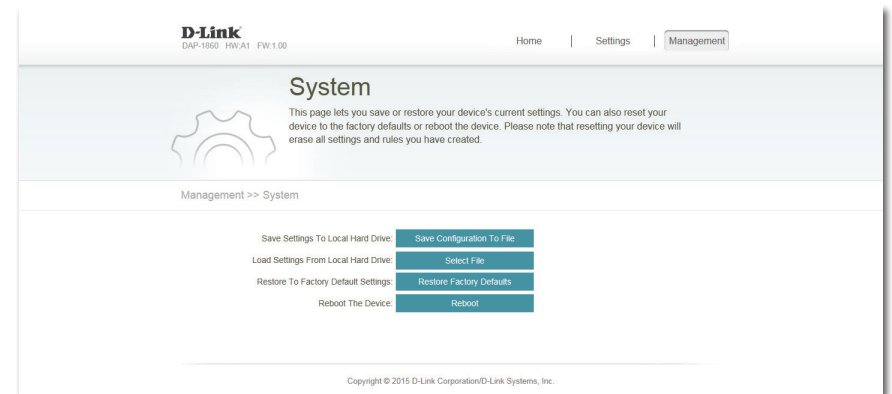 D-Link
DAP-1860 HW:A1 FW:1.00
Home | Settings | Management
System
This page lets you save or restore your device's current settings. You can also reset your
device to the factory defaults or reboot the device. Please note that resetting your device will
erase all settings and rules you have created.
Management >> System
Save Settings To Local Hard Drive: Save Configuration To File
Load Settings From Local Hard Drive: Select File
Restore To Factory Default Settings: Restore Factory Defaults
Reboot The Device: Reboot
Copyright © 2015 D-Link Corporation/D-Link Systems, Inc.